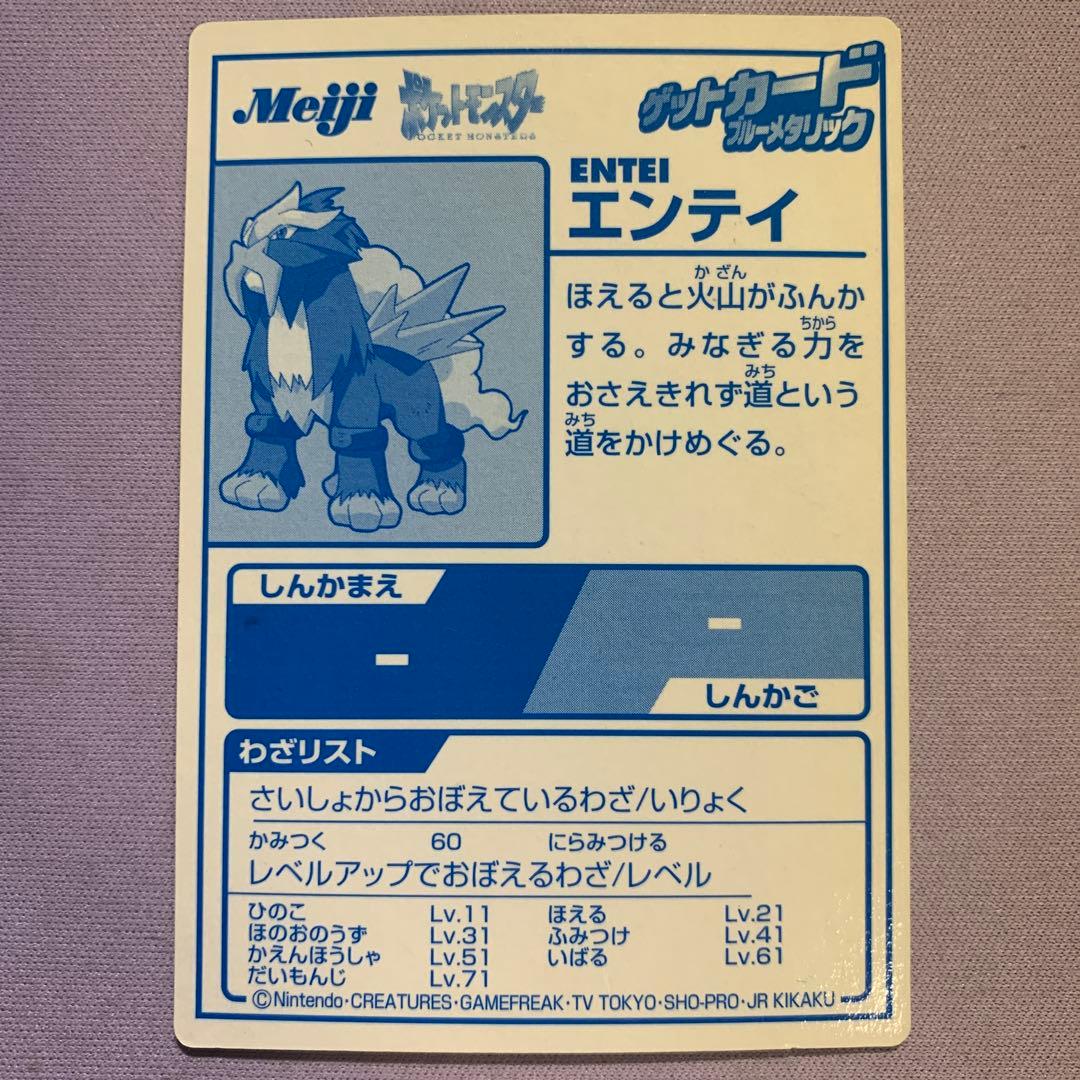 Meiji
ポケットモンスター
POCKET MONSTERS
ゲットカード
ブルーメタリック
ENTEI
エンティ
かざん
ほえると火山がふんか
ちから
する。みなぎる力を
みち
おさえきれず道という
みち
道をかけめぐる。
しんかまえ
-
-
しんかご
わざリスト
さいしょからおぼえているわざ/いりょく
かみつく 60 にらみつける
レベルアップでおぼえるわざ/レベル
ひのこ Lv.11 ほえる Lv.21
ほのおのうず Lv.31 ふみつけ Lv.41
かえんほうしゃ Lv.51 いばる Lv.61
だいもんじ Lv.71
©Nintendo・CREATURES・GAMEFREAK・TV TOKYO・SHO-PRO・JR KIKAKU